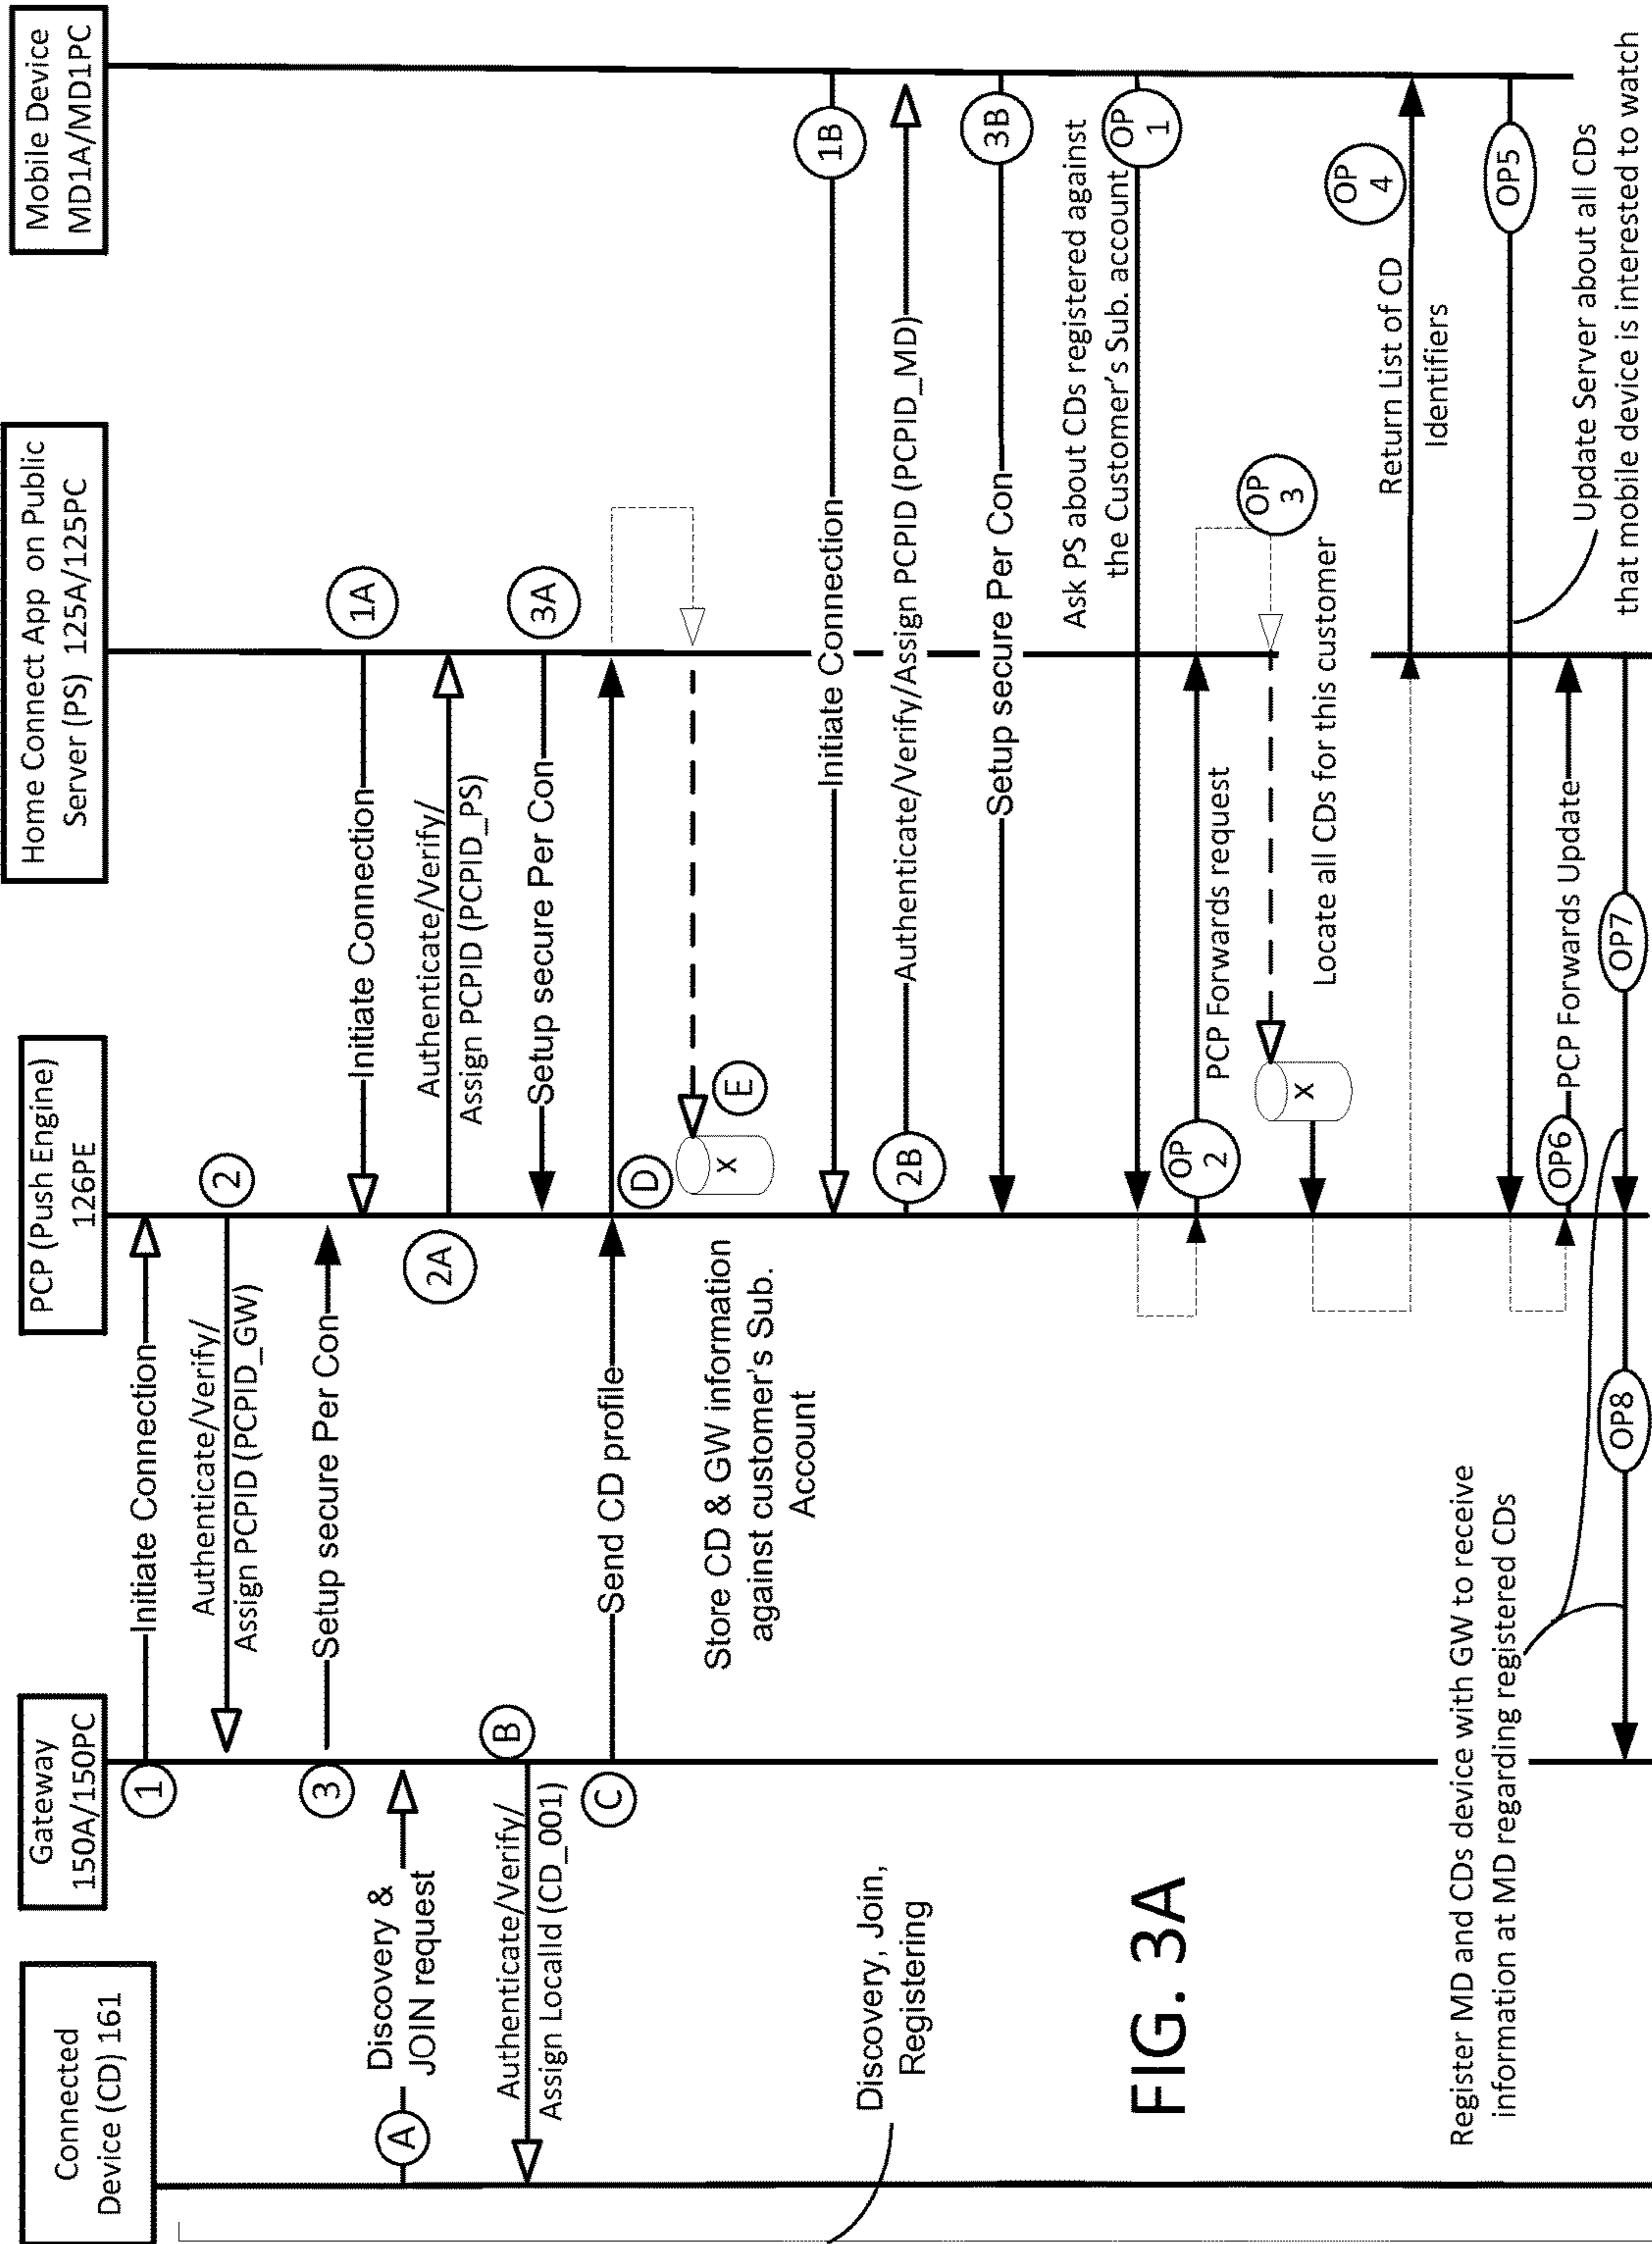 Connected
Device (CD) 161
Gateway
150A/150PC
PCP (Push Engine)
126PE
Home Connect App on Public
Server (PS) 125A/125PC
Mobile Device
MD1A/MD1PC
1
Initiate Connection
2
Authenticate/Verify/
Assign PCPID (PCPID_GW)
3
Setup secure Per Con
1A
Initiate Connection
A
Discovery &
JOIN request
2A
Authenticate/Verify/
Assign PCPID (PCPID_PS)
B
Authenticate/Verify/
Assign LocalId (CD_001)
3A
Setup secure Per Con
C
Send CD profile
D
E
X
Store CD & GW information
against customer's Sub.
Account
1B
Initiate Connection
Discovery, Join,
Registering
2B
Authenticate/Verify/Assign PCPID (PCPID_MD)
3B
Setup secure Per Con
Ask PS about CDs registered against
the Customer's Sub. account
OP
1
FIG. 3A
OP
2
PCP Forwards request
OP
3
X
Locate all CDs for this customer
OP
4
Return List of CD
Identifiers
OP5
Update Server about all CDs
that mobile device is interested to watch
OP6
PCP Forwards Update
Register MD and CDs device with GW to receive
information at MD regarding registered CDs
OP7
OP8